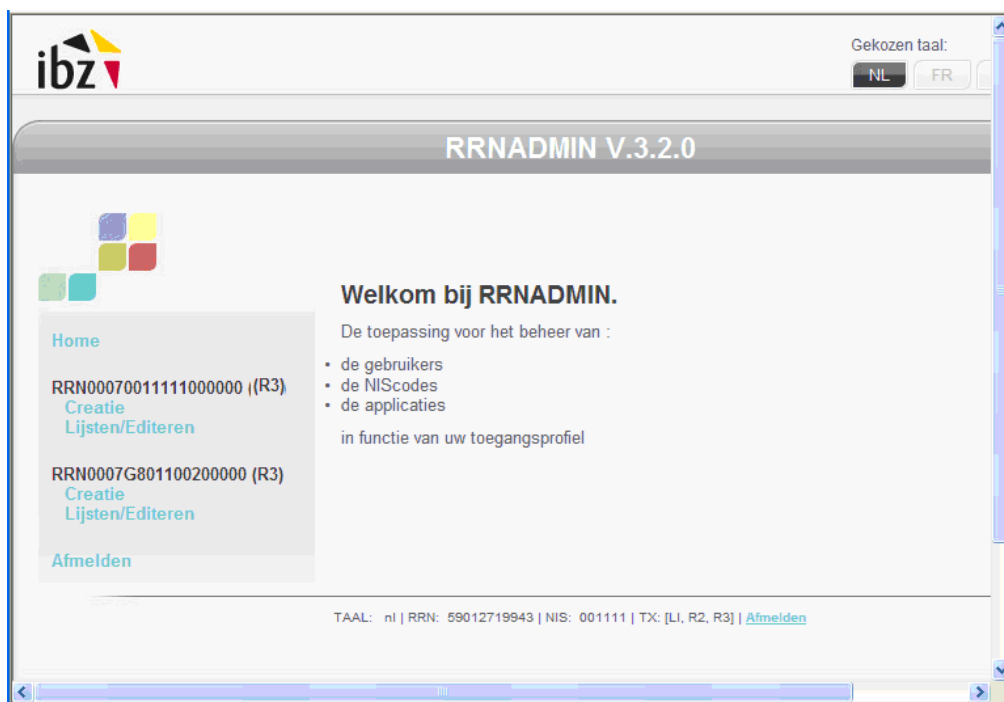 ibz
Gekozen taal:
NL FR
RRNADMIN V.3.2.0
Welkom bij RRNADMIN.
De toepassing voor het beheer van :
• de gebruikers
• de NIScodes
• de applicaties
in functie van uw toegangsprofiel
Home
RRN00070011111000000 ((R3)
Creatie
Lijsten/Editeren
RRN0007G801100200000 (R3)
Creatie
Lijsten/Editeren
Afmelden
TAAL: nl | RRN: 59012719943 | NIS: 001111 | TX: [LI, R2, R3] | Afmelden